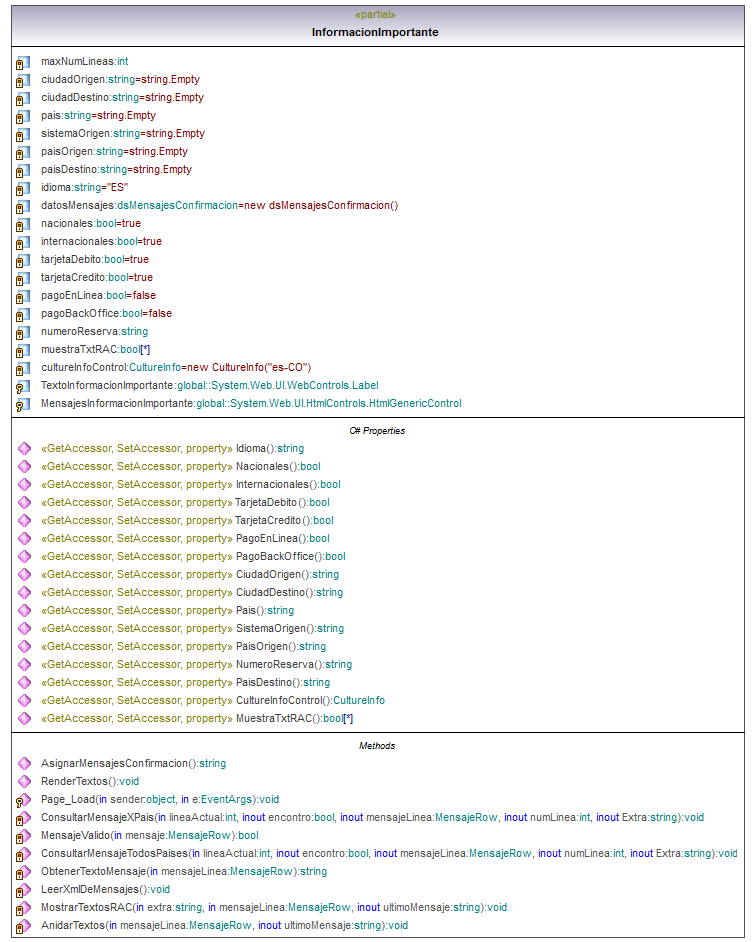 «partial»
InformacionImportante
maxNumLineas:int
ciudadOrigen:string=string.Empty
ciudadDestino:string=string.Empty
pais:string=string.Empty
sistemaOrigen:string=string.Empty
paisOrigen:string=string.Empty
paisDestino:string=string.Empty
idioma:string="ES"
datosMensajes:dsMensajesConfirmacion=new dsMensajesConfirmacion()
nacionales:bool=true
internacionales:bool=true
tarjetaDebito:bool=true
tarjetaCredito:bool=true
pagoEnLinea:bool=false
pagoBackOffice:bool=false
numeroReserva:string
muestraTxtRAC:bool[*]
cultureInfoControl:CultureInfo=new CultureInfo("es-CO")
TextoInformacionImportante:global::System.Web.UI.WebControls.Label
MensajesInformacionImportante:global::System.Web.UI.HtmlControls.HtmlGenericControl
C# Properties
«GetAccessor, SetAccessor, property» Idioma():string
«GetAccessor, SetAccessor, property» Nacionales():bool
«GetAccessor, SetAccessor, property» Internacionales():bool
«GetAccessor, SetAccessor, property» TarjetaDebito():bool
«GetAccessor, SetAccessor, property» TarjetaCredito():bool
«GetAccessor, SetAccessor, property» PagoEnLinea():bool
«GetAccessor, SetAccessor, property» PagoBackOffice():bool
«GetAccessor, SetAccessor, property» CiudadOrigen():string
«GetAccessor, SetAccessor, property» CiudadDestino():string
«GetAccessor, SetAccessor, property» Pais():string
«GetAccessor, SetAccessor, property» SistemaOrigen():string
«GetAccessor, SetAccessor, property» PaisOrigen():string
«GetAccessor, SetAccessor, property» NumeroReserva():string
«GetAccessor, SetAccessor, property» PaisDestino():string
«GetAccessor, SetAccessor, property» CultureInfoControl():CultureInfo
«GetAccessor, SetAccessor, property» MuestraTxtRAC():bool[*]
Methods
AsignarMensajesConfirmacion():string
RenderTextos():void
Page_Load(in sender:object, in e:EventArgs):void
ConsultarMensajeXPais(in lineaActual:int, inout encontro:bool, inout mensajeLinea:MensajeRow, inout numLinea:int, inout Extra:string):void
MensajeValido(in mensaje:MensajeRow):bool
ConsultarMensajeTodosPaises(in lineaActual:int, inout encontro:bool, inout mensajeLinea:MensajeRow, inout numLinea:int, inout Extra:string):void
ObtenerTextoMensaje(in mensajeLinea:MensajeRow):string
LeerXmlDeMensajes():void
MostrarTextosRAC(in extra:string, in mensajeLinea:MensajeRow, inout ultimoMensaje:string):void
AnidarTextos(in mensajeLinea:MensajeRow, inout ultimoMensaje:string):void